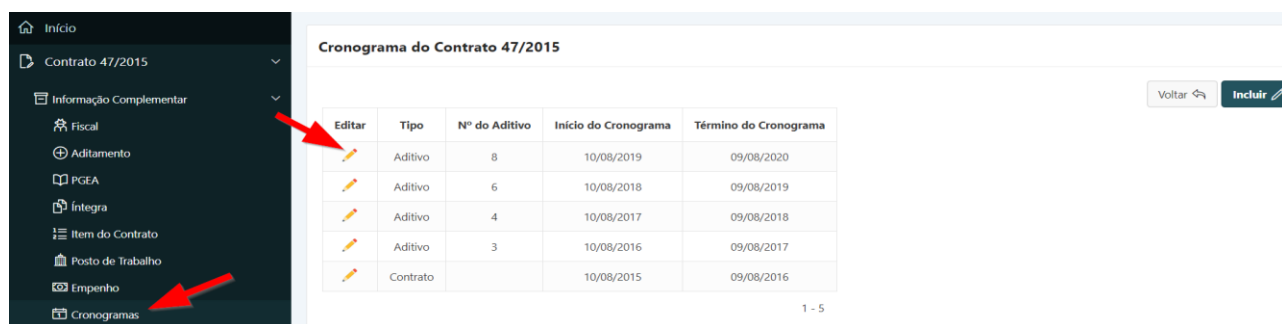 Início
Contrato 47/2015
Informação Complementar
Fiscal
Aditamento
PGEA
Íntegra
Item do Contrato
Posto de Trabalho
Empenho
Cronogramas
Cronograma do Contrato 47/2015
Voltar Incluir
Editar Tipo Nº do Aditivo Início do Cronograma Término do Cronograma
Aditivo 8 10/08/2019 09/08/2020
Aditivo 6 10/08/2018 09/08/2019
Aditivo 4 10/08/2017 09/08/2018
Aditivo 3 10/08/2016 09/08/2017
Contrato 10/08/2015 09/08/2016
1 - 5